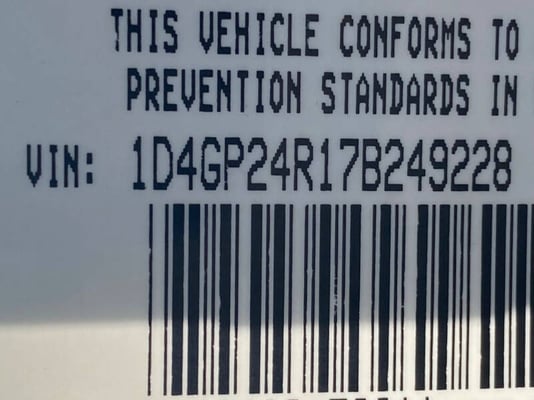 THIS VEHICLE CONFORMS TO
PREVENTION STANDARDS IN
VIN: 1D4GP24R17B249228